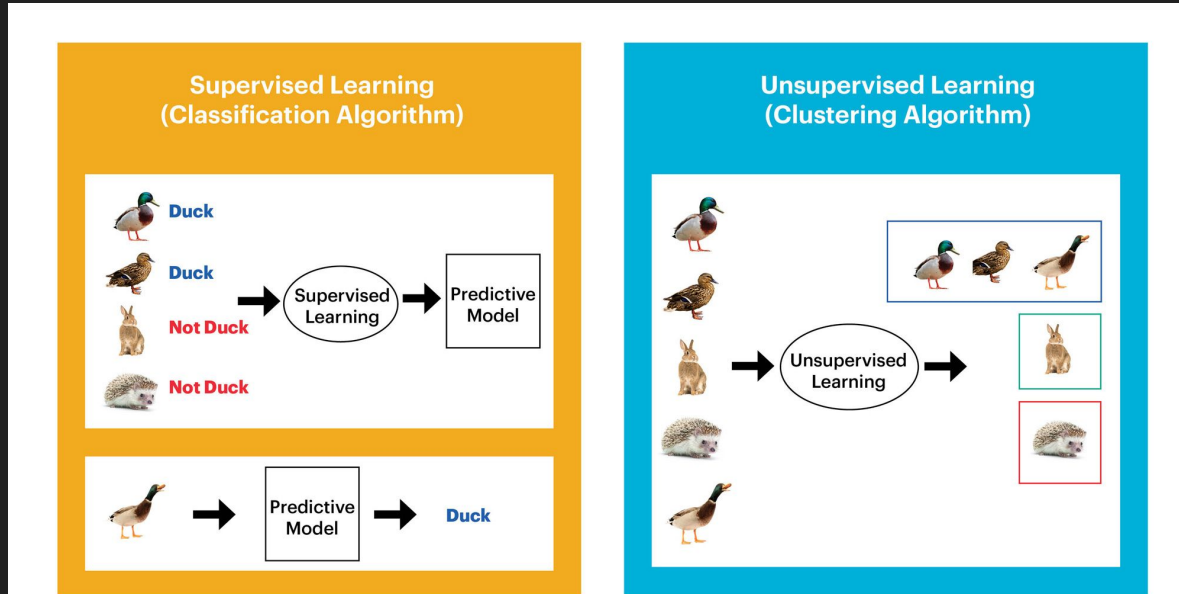 Supervised Learning
(Classification Algorithm)
Duck
Duck
Not Duck
Not Duck
Supervised
Learning
Predictive
Model
Predictive
Model
Duck
Unsupervised Learning
(Clustering Algorithm)
Unsupervised
Learning